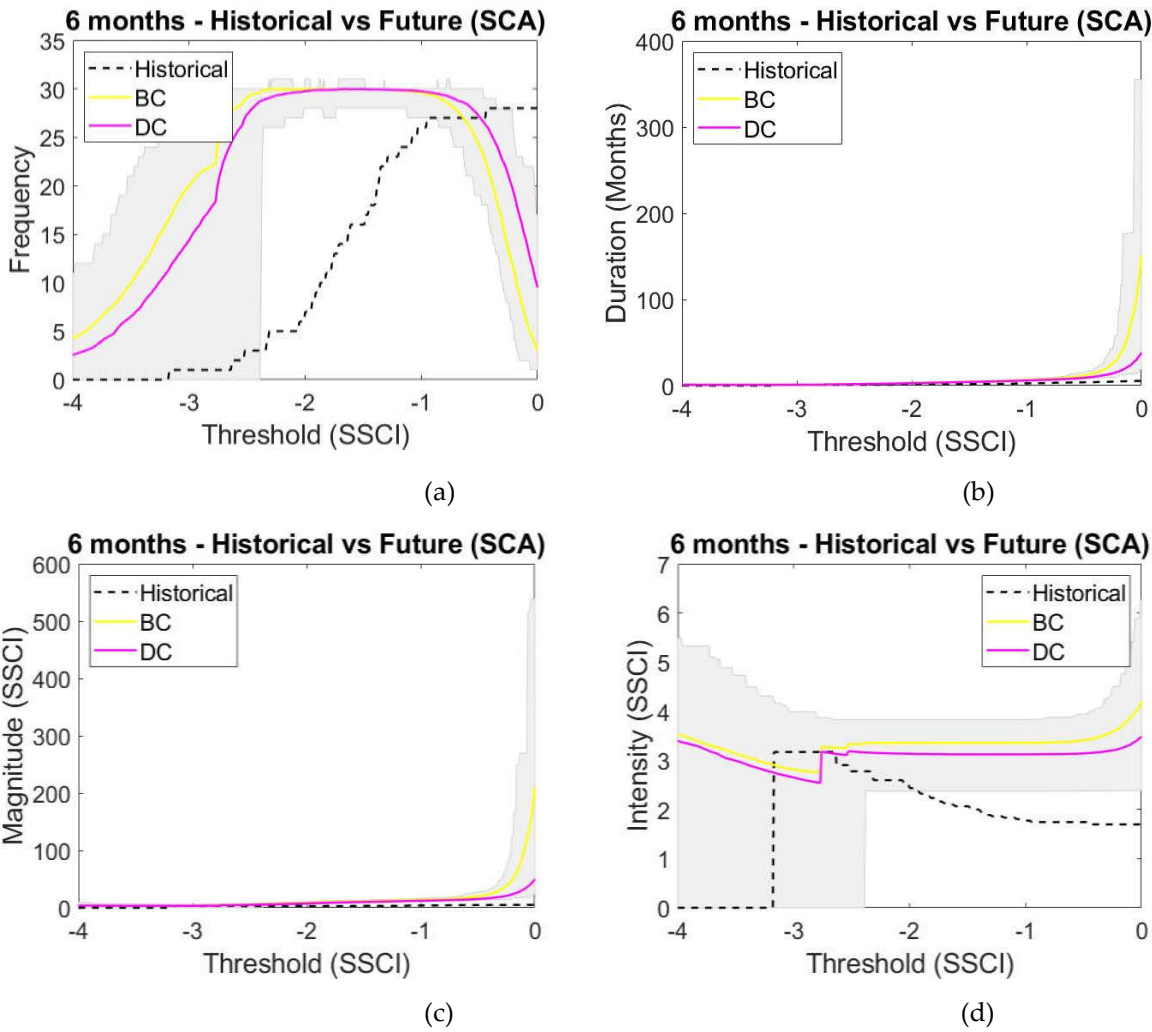 6 months - Historical vs Future (SCA)
Historical
BC
DC
Frequency
35
30
25
20
15
10
5
0
-4
-3
-2
-1
0
Threshold (SSCI)
(a)
6 months - Historical vs Future (SCA)
Historical
BC
DC
Duration (Months)
400
300
200
100
0
-4
-3
-2
-1
0
Threshold (SSCI)
(b)
6 months - Historical vs Future (SCA)
Historical
BC
DC
Magnitude (SSCI)
600
500
400
300
200
100
0
-4
-3
-2
-1
0
Threshold (SSCI)
(c)
6 months - Historical vs Future (SCA)
Historical
BC
DC
Intensity (SSCI)
7
6
5
4
3
2
1
0
-4
-3
-2
-1
0
Threshold (SSCI)
(d)